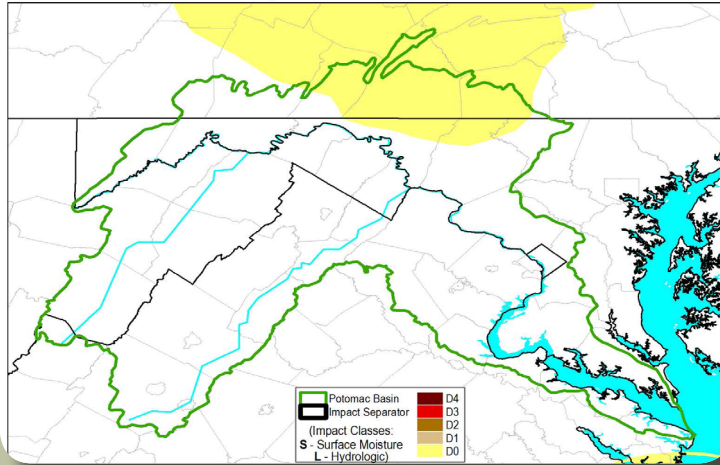 Potomac Basin
Impact Separator
(Impact Classes:
S - Surface Moisture
L - Hydrologic)
D4
D3
D2
D1
D0